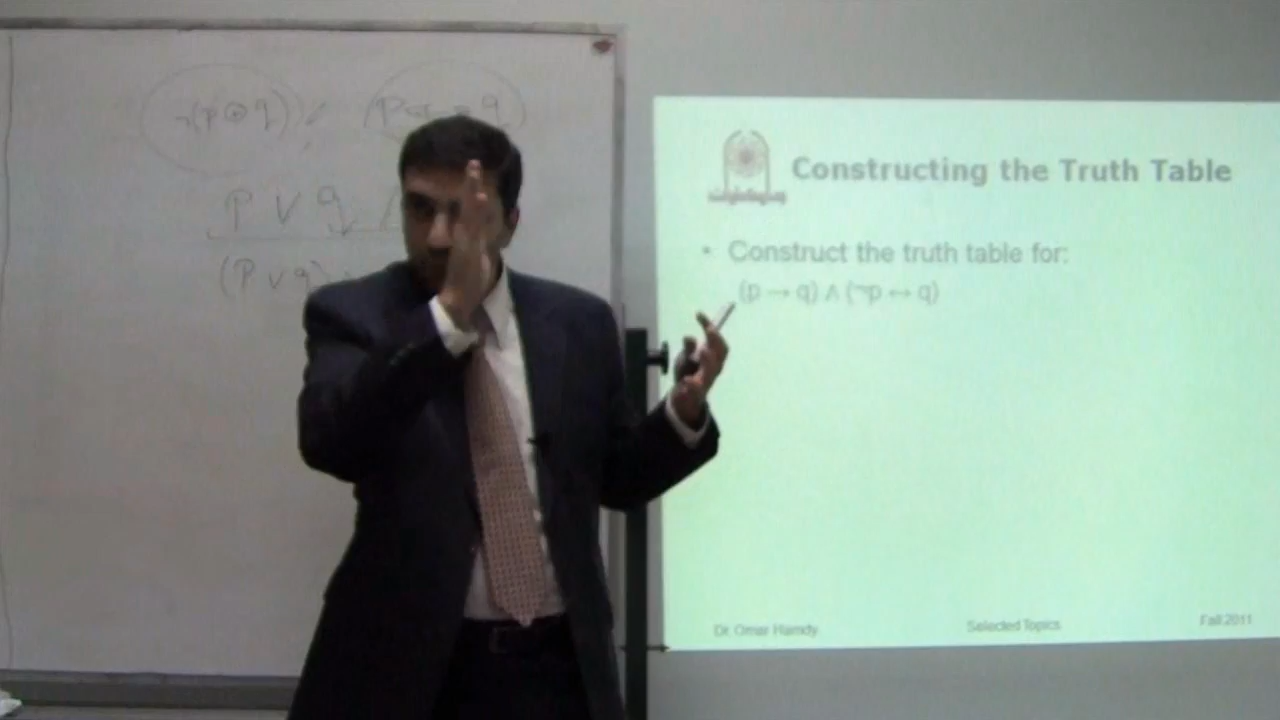 ¬(p ⊕ q)
q
P V q
(P v q)
Constructing the Truth Table
• Construct the truth table for:
(p → q) ∧ (¬p ↔ q)
Dr. Omar Hamdy
Selected Topics
Fall 2011